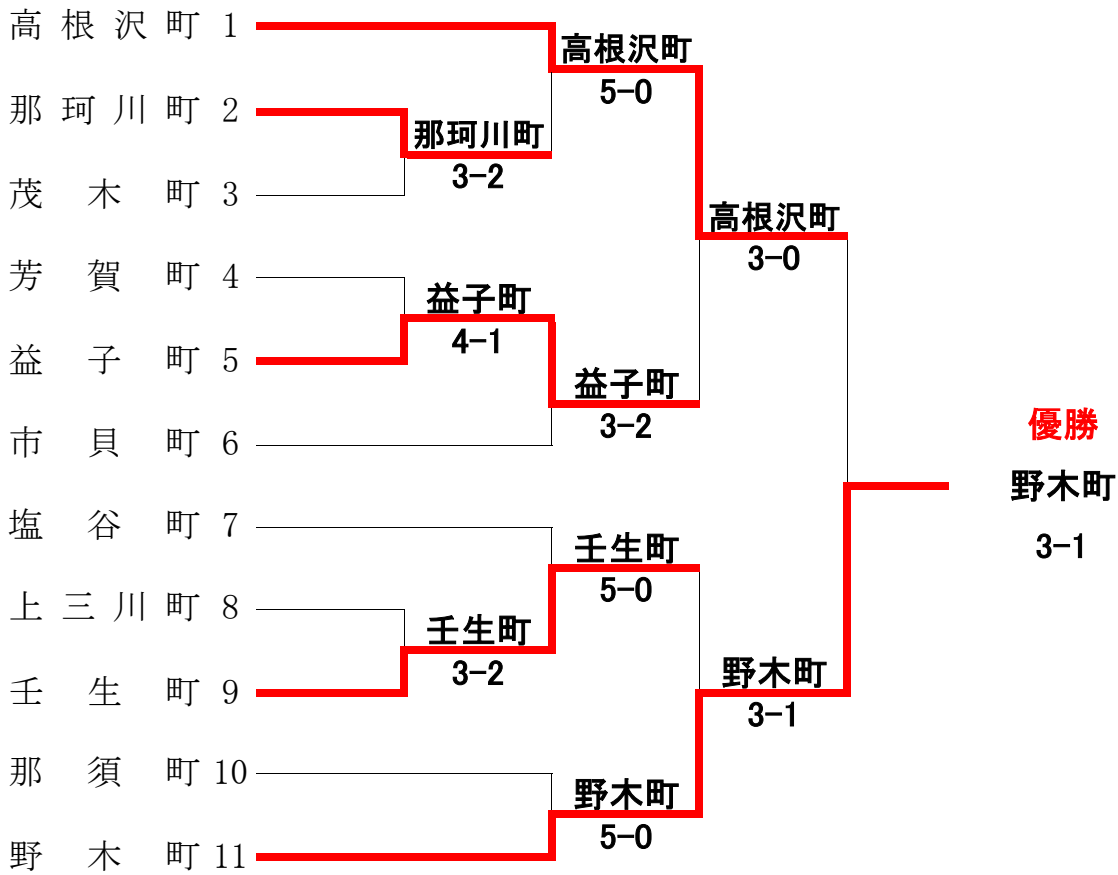 高根沢町 1
高根沢町
5-0
那珂川町 2
那珂川町
3-2
茂木町 3
高根沢町
3-0
芳賀町 4
益子町
4-1
益子町 5
益子町
3-2
市貝町 6
優勝
野木町
3-1
塩谷町 7
壬生町
5-0
上三川町 8
壬生町
3-2
壬生町 9
野木町
3-1
那須町 10
野木町
5-0
野木町 11